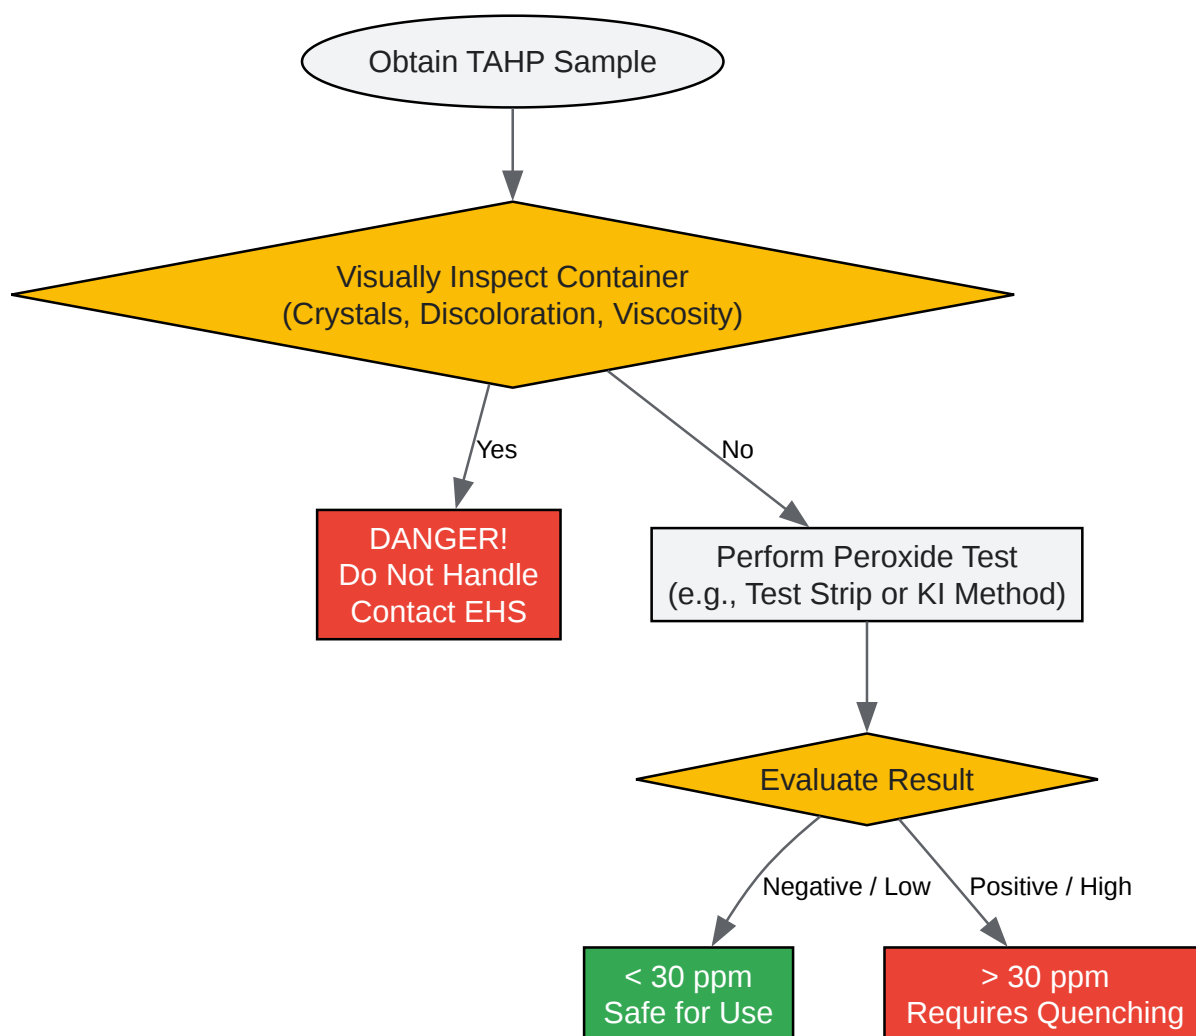 Obtain TAHP Sample
Visually Inspect Container
(Crystals, Discoloration, Viscosity)
Yes
No
DANGER!
Do Not Handle
Contact EHS
Perform Peroxide Test
(e.g., Test Strip or KI Method)
Evaluate Result
Negative / Low
Positive / High
< 30 ppm
Safe for Use
> 30 ppm
Requires Quenching